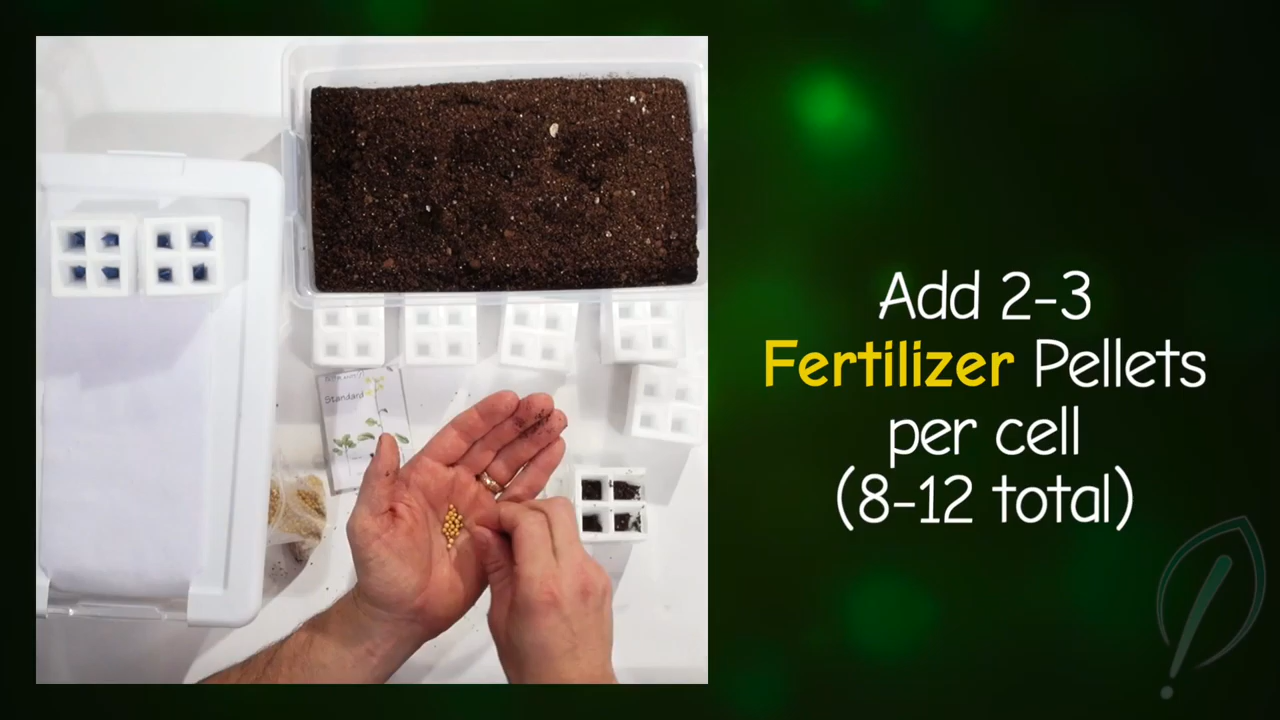 Standard
Add 2-3
Fertilizer Pellets
per cell
(8-12 total)